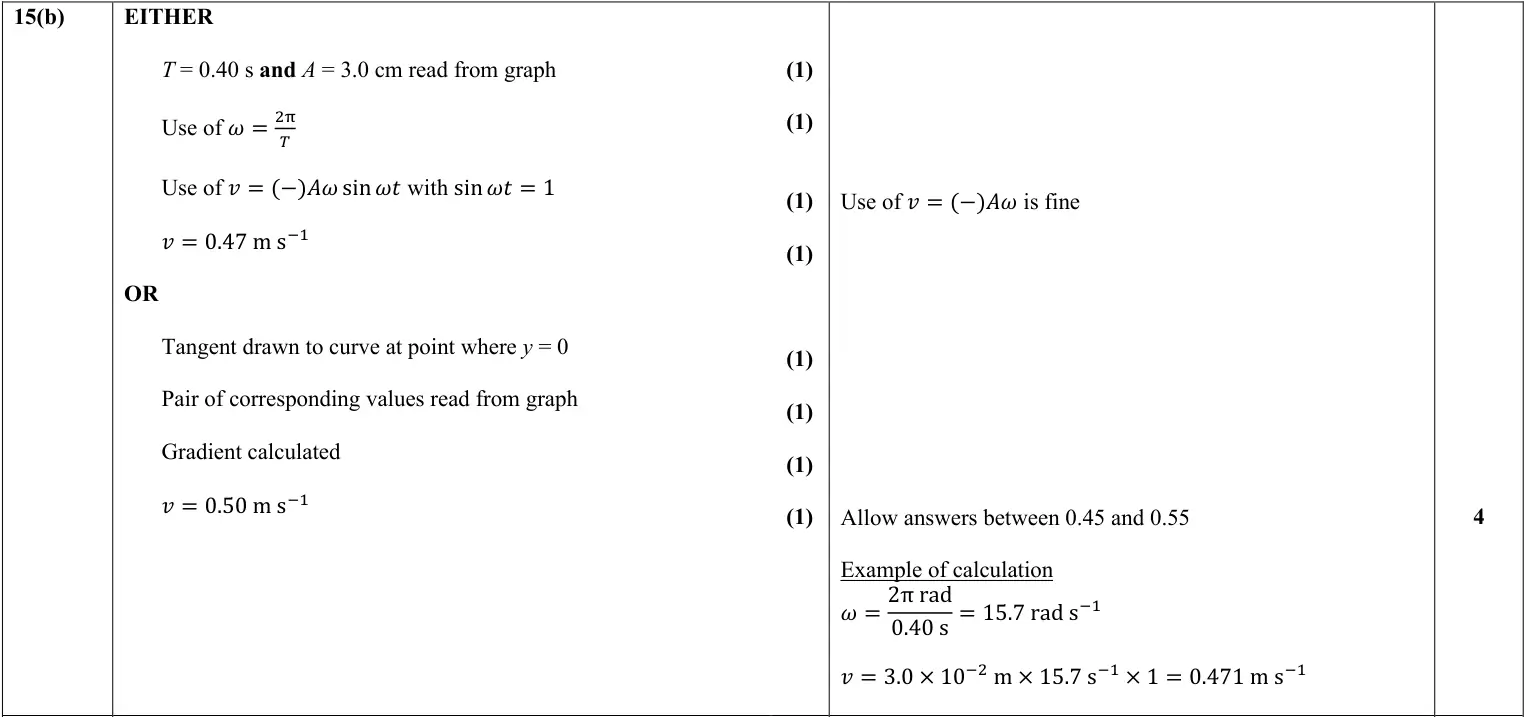 15(b)
EITHER
T = 0.40 s and A = 3.0 cm read from graph (1)
Use of ω = 2π/T (1)
Use of v = (−)Aω sin ωt with sin ωt = 1 (1) Use of v = (−)Aω is fine
v = 0.47 m s⁻¹ (1)
OR
Tangent drawn to curve at point where y = 0 (1)
Pair of corresponding values read from graph (1)
Gradient calculated (1)
v = 0.50 m s⁻¹ (1) Allow answers between 0.45 and 0.55 4
Example of calculation
ω = 2π rad/0.40 s = 15.7 rad s⁻¹
v = 3.0 × 10⁻² m × 15.7 s⁻¹ × 1 = 0.471 m s⁻¹